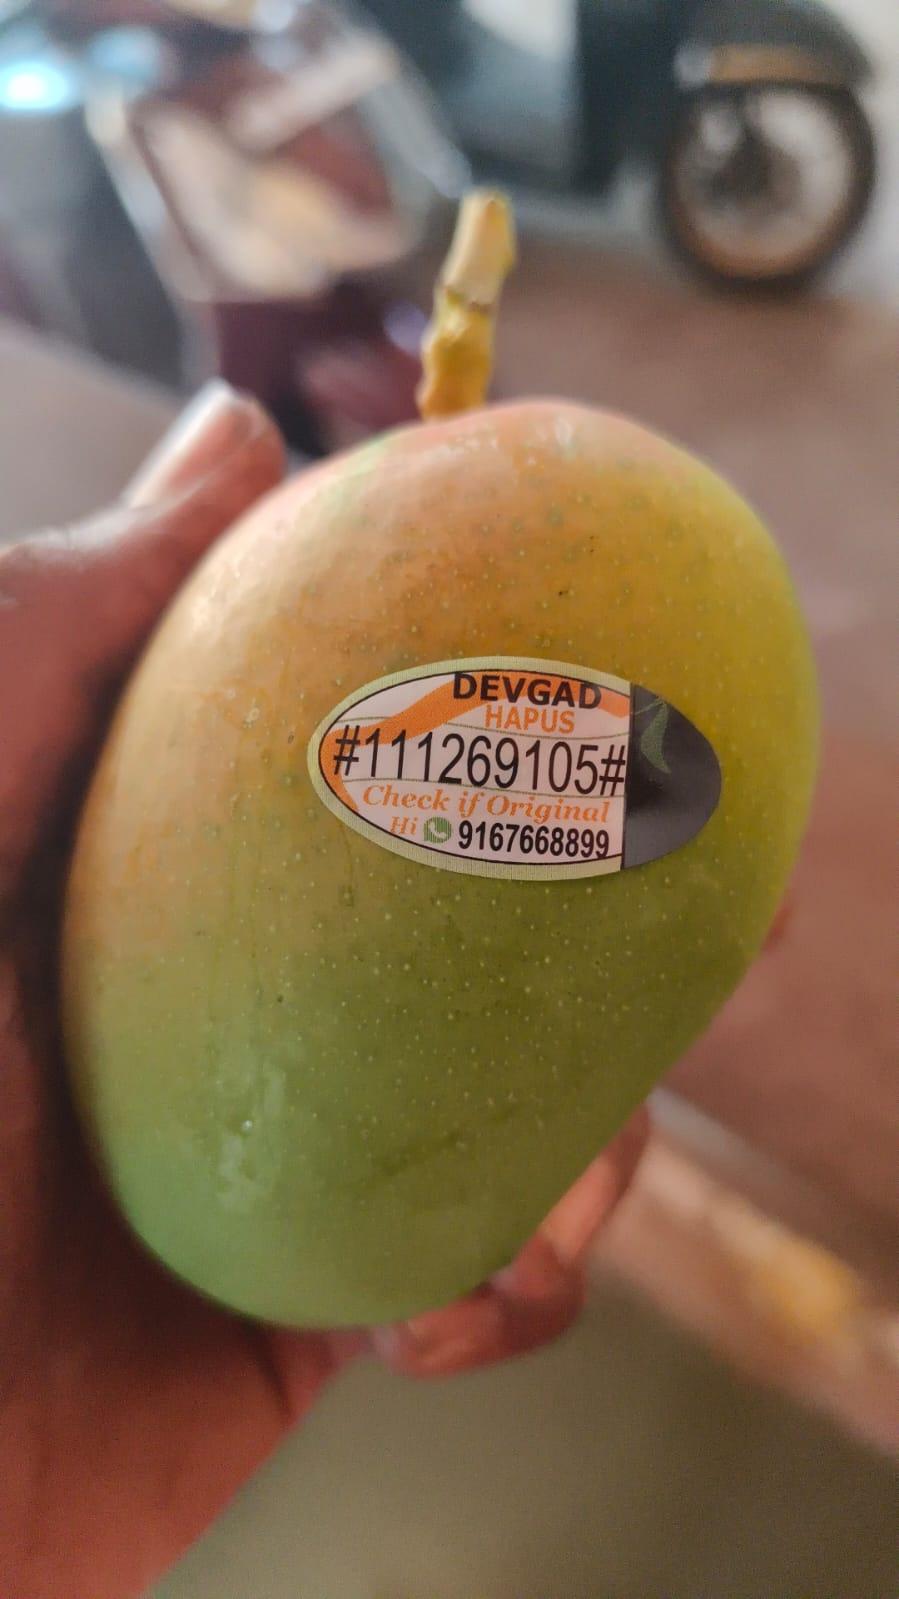 DEVGAD
HAPUS
#111269105#
Check if Original
Hi 9167668899